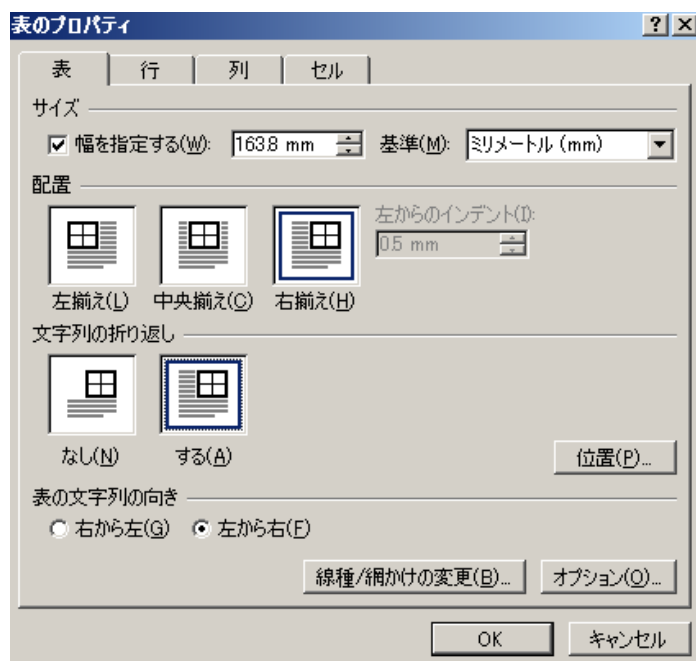 表のプロパティ
表 行 列 セル
サイズ
幅を指定する(W): 163.8 mm 基準(M): ミリメートル (mm)
配置
左からのインデント(I):
0.5 mm
左揃え(L) 中央揃え(C) 右揃え(H)
文字列の折り返し
なし(N) する(A)
位置(P)...
表の文字列の向き
右から左(G) 左から右(F)
線種/網かけの変更(B)... オプション(O)...
OK キャンセル